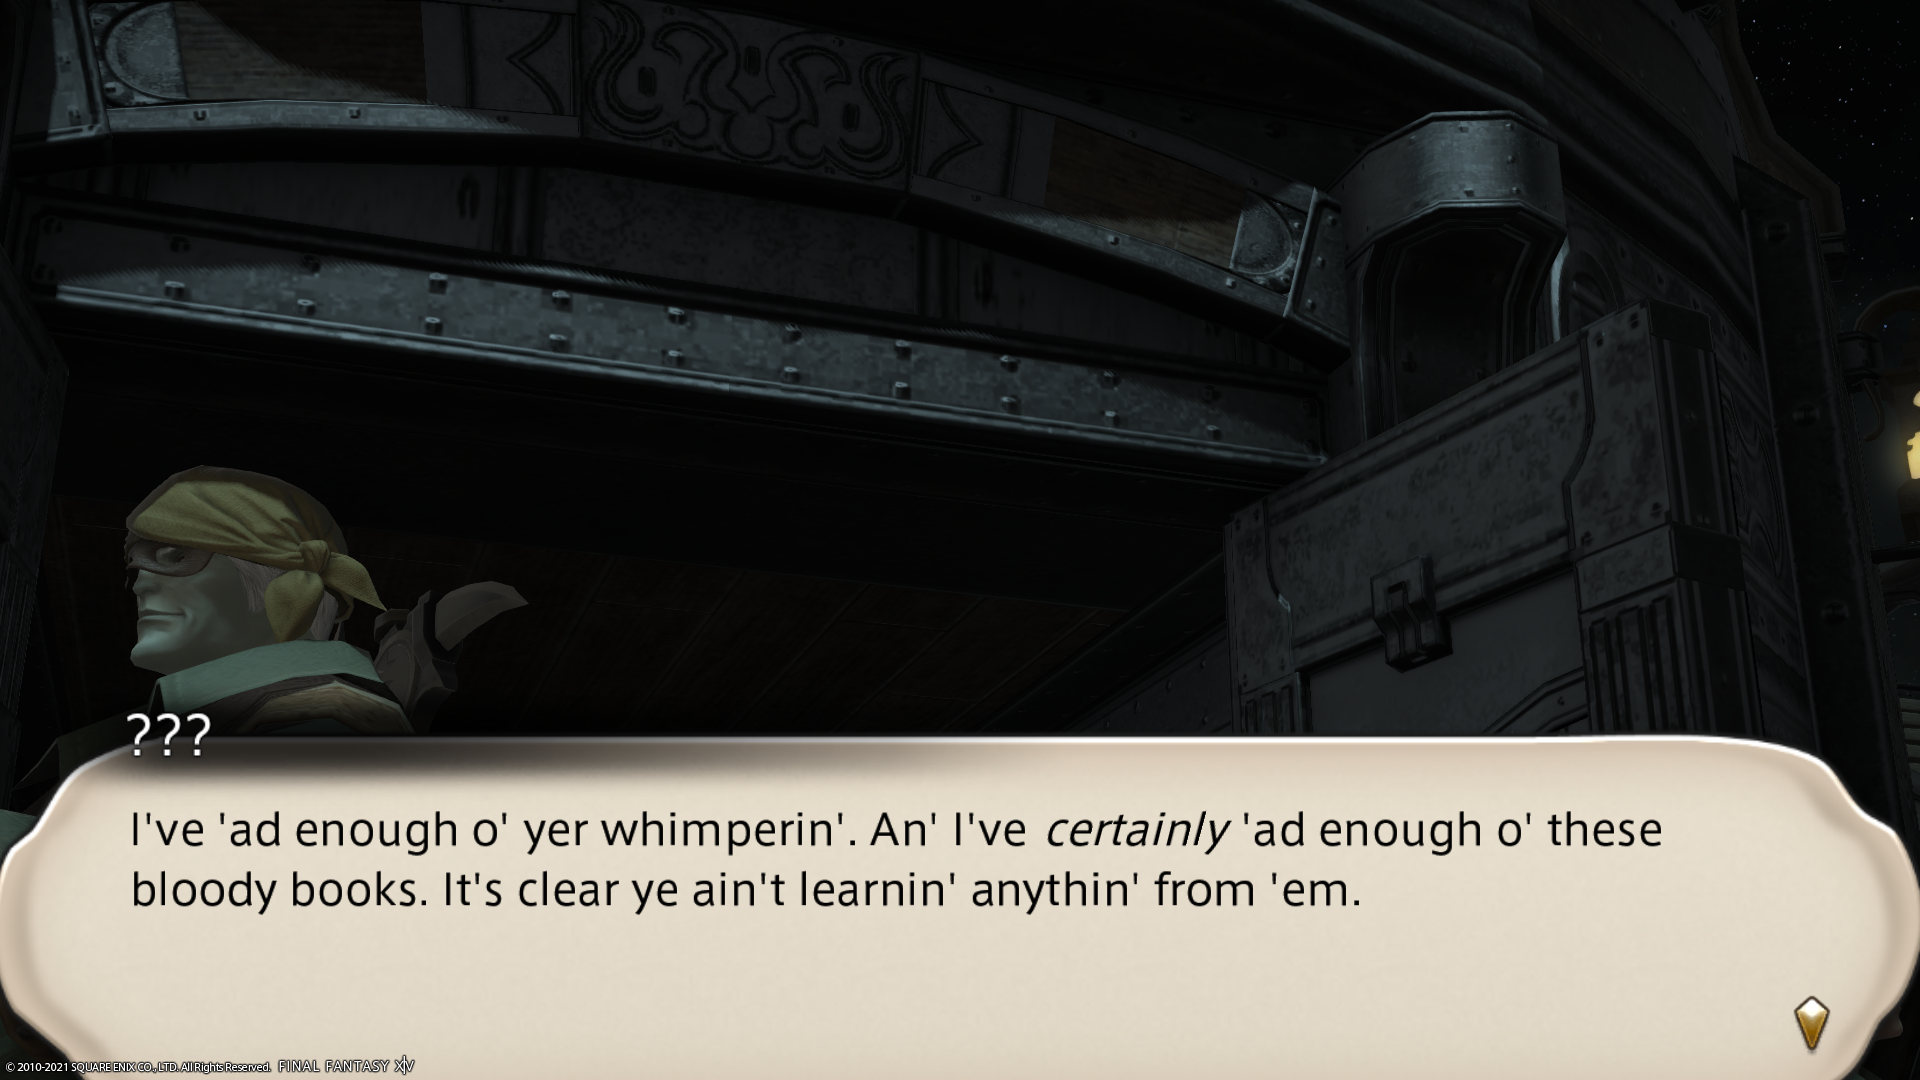 ???
I've 'ad enough o' yer whimperin'. An' I've certainly 'ad enough o' these
bloody books. It's clear ye ain't learnin' anythin' from 'em.
© 2010-2021 SQUARE ENIX CO., LTD. All Rights Reserved. FINAL FANTASY XIV